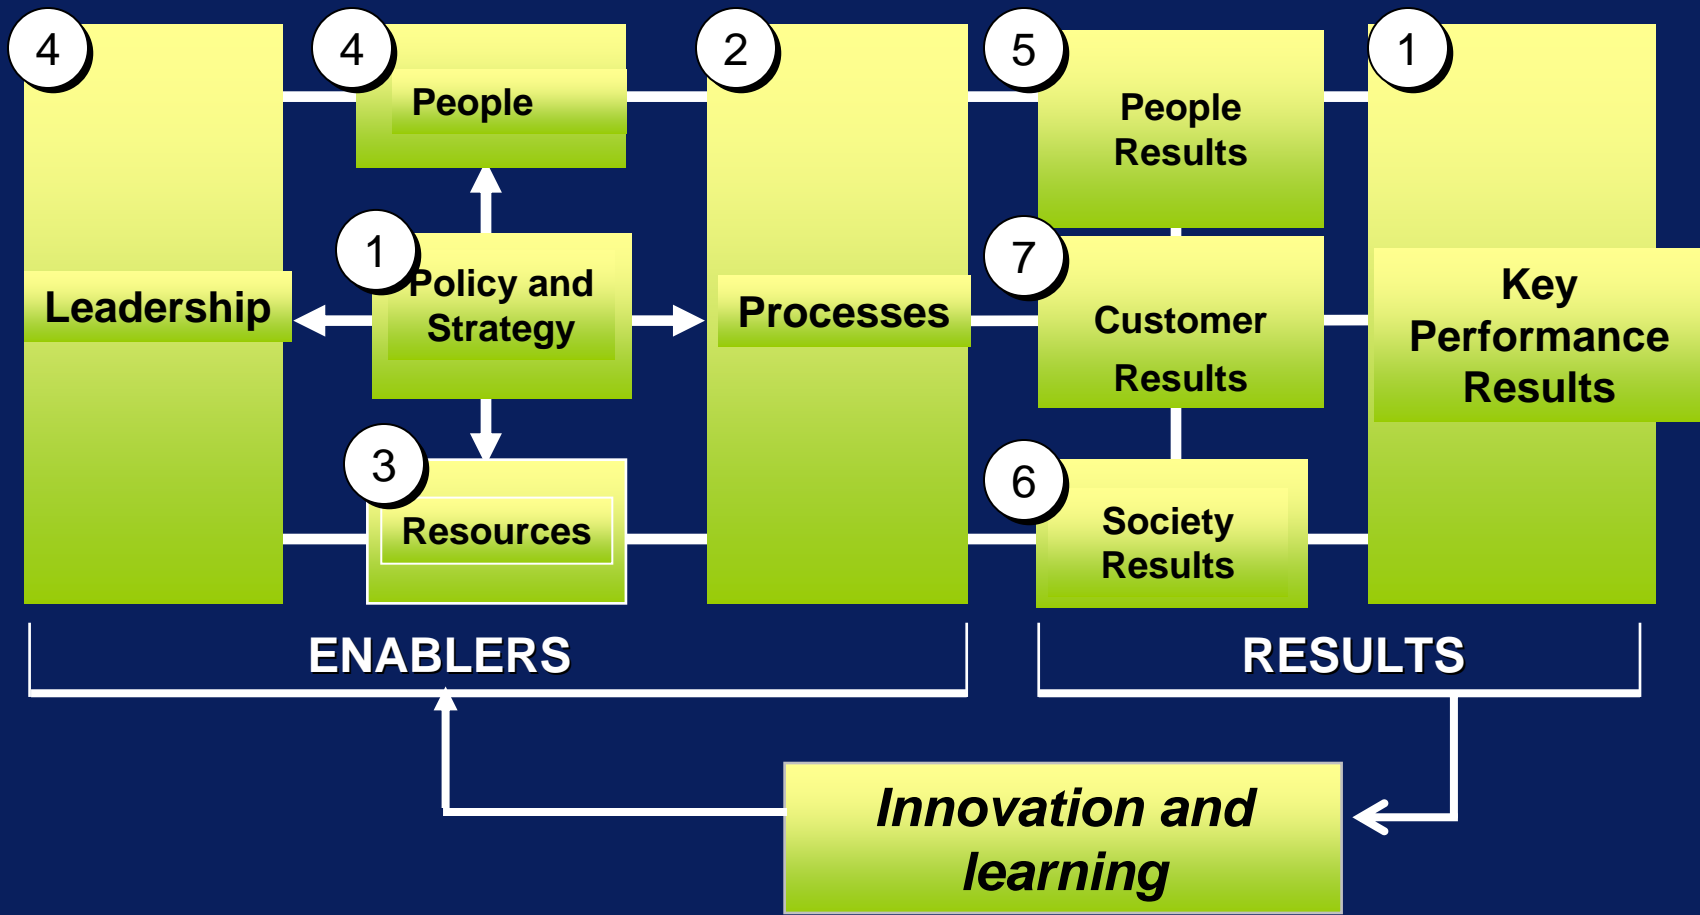 4
4
2
5
1
People
People
Results
1
7
Leadership
Policy and
Strategy
Processes
Customer
Results
Key
Performance
Results
3
6
Resources
Society
Results
ENABLERS
RESULTS
Innovation and
learning